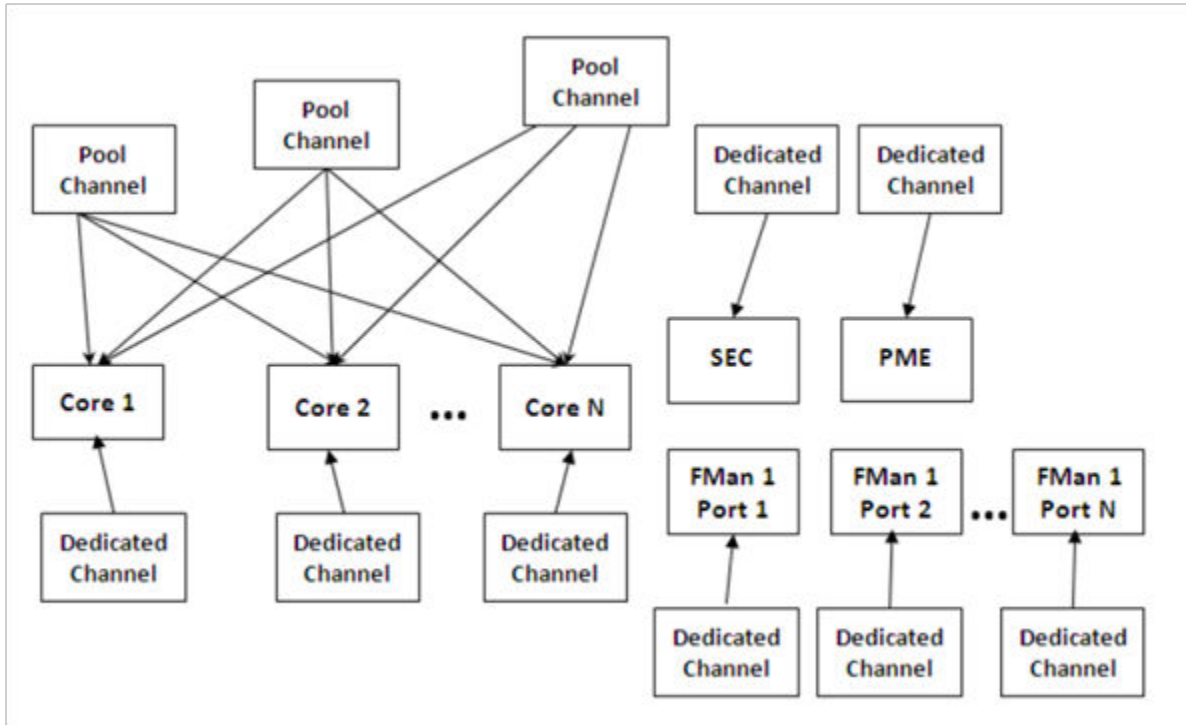 Pool
Channel
Pool
Channel
Pool
Channel
Dedicated
Channel
Dedicated
Channel
SEC
PME
Core 1
Core 2
...
Core N
FMan 1
Port 1
FMan 1
Port 2
...
FMan 1
Port N
Dedicated
Channel
Dedicated
Channel
Dedicated
Channel
Dedicated
Channel
Dedicated
Channel
Dedicated
Channel